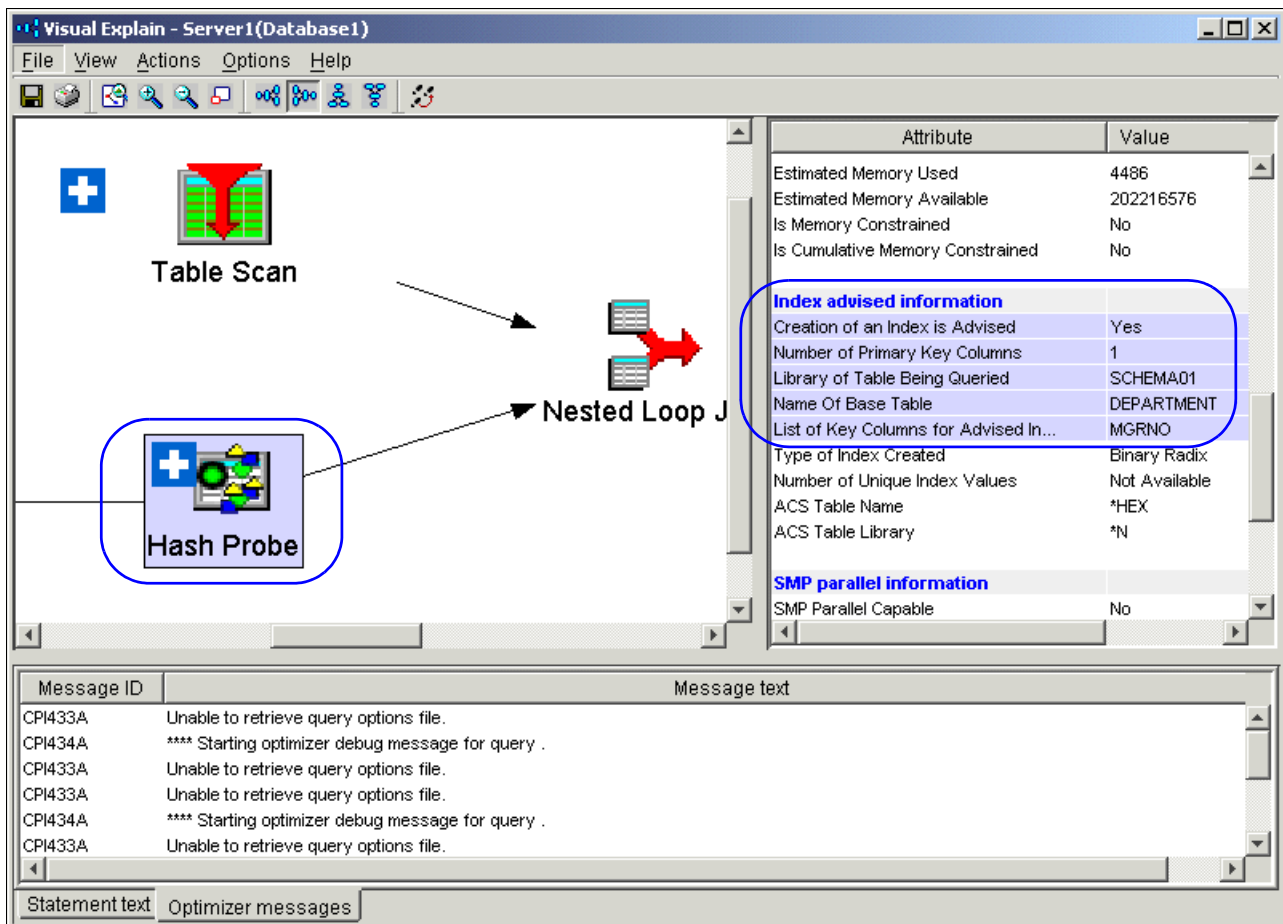 Visual Explain - Server1(Database1)
File View Actions Options Help
Table Scan
Nested Loop J
Hash Probe
Attribute Value
Estimated Memory Used 4486
Estimated Memory Available 202216576
Is Memory Constrained No
Is Cumulative Memory Constrained No
Index advised information
Creation of an Index is Advised Yes
Number of Primary Key Columns 1
Library of Table Being Queried SCHEMA01
Name Of Base Table DEPARTMENT
List of Key Columns for Advised In... MGRNO
Type of Index Created Binary Radix
Number of Unique Index Values Not Available
ACS Table Name *HEX
ACS Table Library *N
SMP parallel information
SMP Parallel Capable No
Message ID Message text
CPI433A Unable to retrieve query options file.
CPI434A **** Starting optimizer debug message for query .
CPI433A Unable to retrieve query options file.
CPI433A Unable to retrieve query options file.
CPI434A **** Starting optimizer debug message for query .
CPI433A Unable to retrieve query options file.
Statement text Optimizer messages